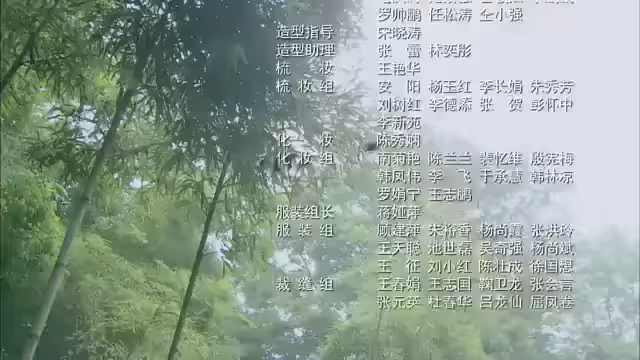 罗帅鹏 任松涛 仝小强
造型指导 宋晓涛
造型助理 张 蕾 林奕彤
梳 妆 王艳华
梳妆组 安 阳 杨玉红 李长娟 宋秀芳
刘树红 李德添 张 贺 彭怀中
李新苑
化 妆 陈秀娴
化妆组 南菊艳 陈兰兰 裴忆维 殷宪梅
韩凤伟 李 飞 于承慧 韩林凉
罗娟宁 王志鹏
服装组长 蒋娅萍
服装组 顾建萍 朱裕香 杨尚霞 张洪玲
王天聪 池世磊 吴奇强 杨尚斌
王 征 刘小红 陈壮成 徐国想
裁缝组 王春娟 王志国 鞠卫龙 张会言
张元英 杜春华 吕龙仙 屈凤卷